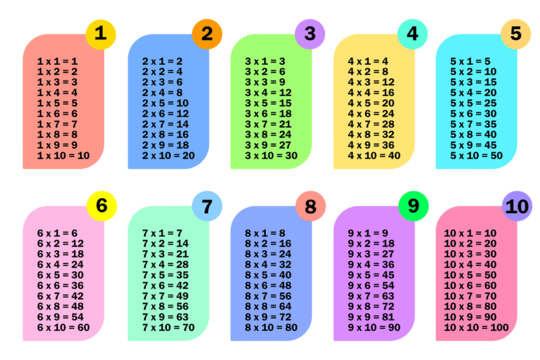 1
1 x 1 = 1
1 x 2 = 2
1 x 3 = 3
1 x 4 = 4
1 x 5 = 5
1 x 6 = 6
1 x 7 = 7
1 x 8 = 8
1 x 9 = 9
1 x 10 = 10
2
2 x 1 = 2
2 x 2 = 4
2 x 3 = 6
2 x 4 = 8
2 x 5 = 10
2 x 6 = 12
2 x 7 = 14
2 x 8 = 16
2 x 9 = 18
2 x 10 = 20
3
3 x 1 = 3
3 x 2 = 6
3 x 3 = 9
3 x 4 = 12
3 x 5 = 15
3 x 6 = 18
3 x 7 = 21
3 x 8 = 24
3 x 9 = 27
3 x 10 = 30
4
4 x 1 = 4
4 x 2 = 8
4 x 3 = 12
4 x 4 = 16
4 x 5 = 20
4 x 6 = 24
4 x 7 = 28
4 x 8 = 32
4 x 9 = 36
4 x 10 = 40
5
5 x 1 = 5
5 x 2 = 10
5 x 3 = 15
5 x 4 = 20
5 x 5 = 25
5 x 6 = 30
5 x 7 = 35
5 x 8 = 40
5 x 9 = 45
5 x 10 = 50
6
6 x 1 = 6
6 x 2 = 12
6 x 3 = 18
6 x 4 = 24
6 x 5 = 30
6 x 6 = 36
6 x 7 = 42
6 x 8 = 48
6 x 9 = 54
6 x 10 = 60
7
7 x 1 = 7
7 x 2 = 14
7 x 3 = 21
7 x 4 = 28
7 x 5 = 35
7 x 6 = 42
7 x 7 = 49
7 x 8 = 56
7 x 9 = 63
7 x 10 = 70
8
8 x 1 = 8
8 x 2 = 16
8 x 3 = 24
8 x 4 = 32
8 x 5 = 40
8 x 6 = 48
8 x 7 = 56
8 x 8 = 64
8 x 9 = 72
8 x 10 = 80
9
9 x 1 = 9
9 x 2 = 18
9 x 3 = 27
9 x 4 = 36
9 x 5 = 45
9 x 6 = 54
9 x 7 = 63
9 x 8 = 72
9 x 9 = 81
9 x 10 = 90
10
10 x 1 = 10
10 x 2 = 20
10 x 3 = 30
10 x 4 = 40
10 x 5 = 50
10 x 6 = 60
10 x 7 = 70
10 x 8 = 80
10 x 9 = 90
10 x 10 = 100